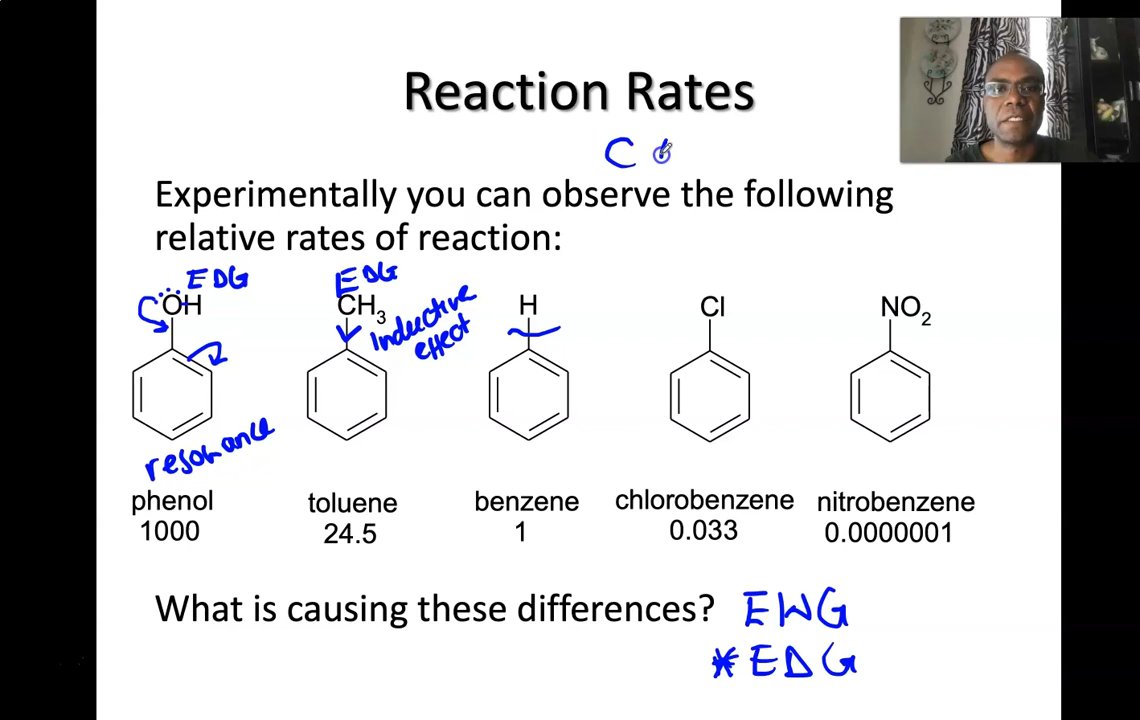 Reaction Rates
C
Experimentally you can observe the following
relative rates of reaction:
EDG EDG
OH CH3 H Cl NO2
Inductive
effect
resonance
phenol toluene benzene chlorobenzene nitrobenzene
1000 24.5 1 0.033 0.0000001
What is causing these differences? EWG
*EDG